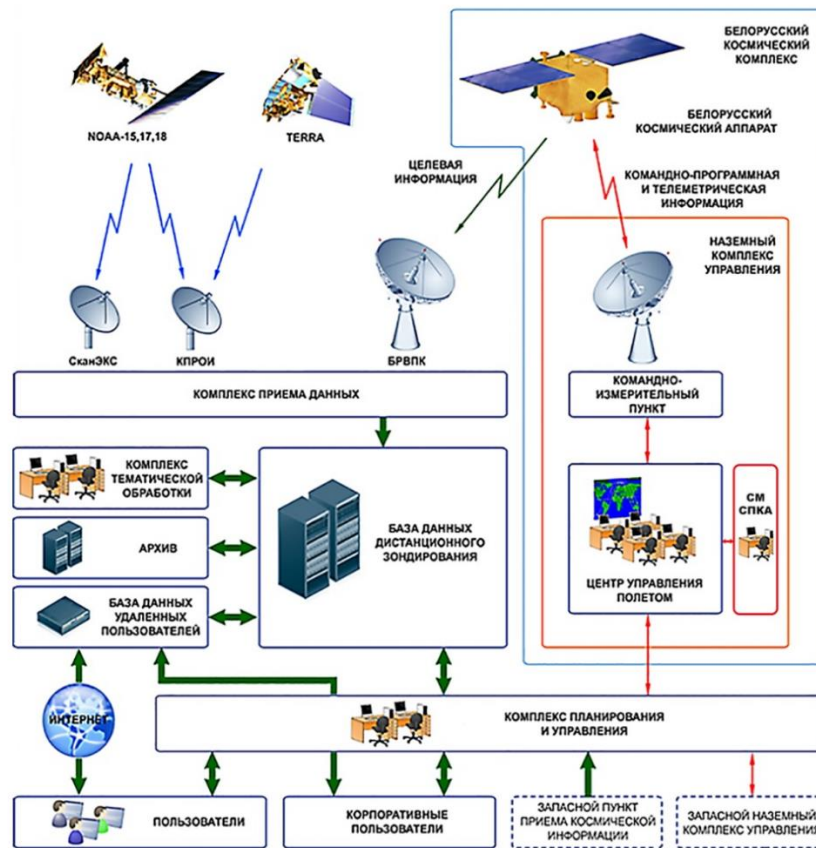 БЕЛОРУССКИЙ
КОСМИЧЕСКИЙ
КОМПЛЕКС
NOAA-15,17,18
TERRA
БЕЛОРУССКИЙ
КОСМИЧЕСКИЙ АППАРАТ
ЦЕЛЕВАЯ
ИНФОРМАЦИЯ
КОМАНДНО-ПРОГРАММНАЯ
И ТЕЛЕМЕТРИЧЕСКАЯ
ИНФОРМАЦИЯ
НАЗЕМНЫЙ
КОМПЛЕКС
УПРАВЛЕНИЯ
СканЭКС
КПРОИ
БРВПК
КОМПЛЕКС ПРИЕМА ДАННЫХ
КОМАНДНО-
ИЗМЕРИТЕЛЬНЫЙ
ПУНКТ
КОМПЛЕКС
ТЕМАТИЧЕСКОЙ
ОБРАБОТКИ
АРХИВ
БАЗА ДАННЫХ
УДАЛЕННЫХ
ПОЛЬЗОВАТЕЛЕЙ
БАЗА ДАННЫХ
ДИСТАНЦИОННОГО
ЗОНДИРОВАНИЯ
ЦЕНТР УПРАВЛЕНИЯ
ПОЛЕТОМ
СМ
СПКА
ИНТЕРНЕТ
КОМПЛЕКС ПЛАНИРОВАНИЯ
И УПРАВЛЕНИЯ
ПОЛЬЗОВАТЕЛИ
КОРПОРАТИВНЫЕ
ПОЛЬЗОВАТЕЛИ
ЗАПАСНОЙ ПУНКТ
ПРИЕМА КОСМИЧЕСКОЙ
ИНФОРМАЦИИ
ЗАПАСНОЙ НАЗЕМНЫЙ
КОМПЛЕКС УПРАВЛЕНИЯ